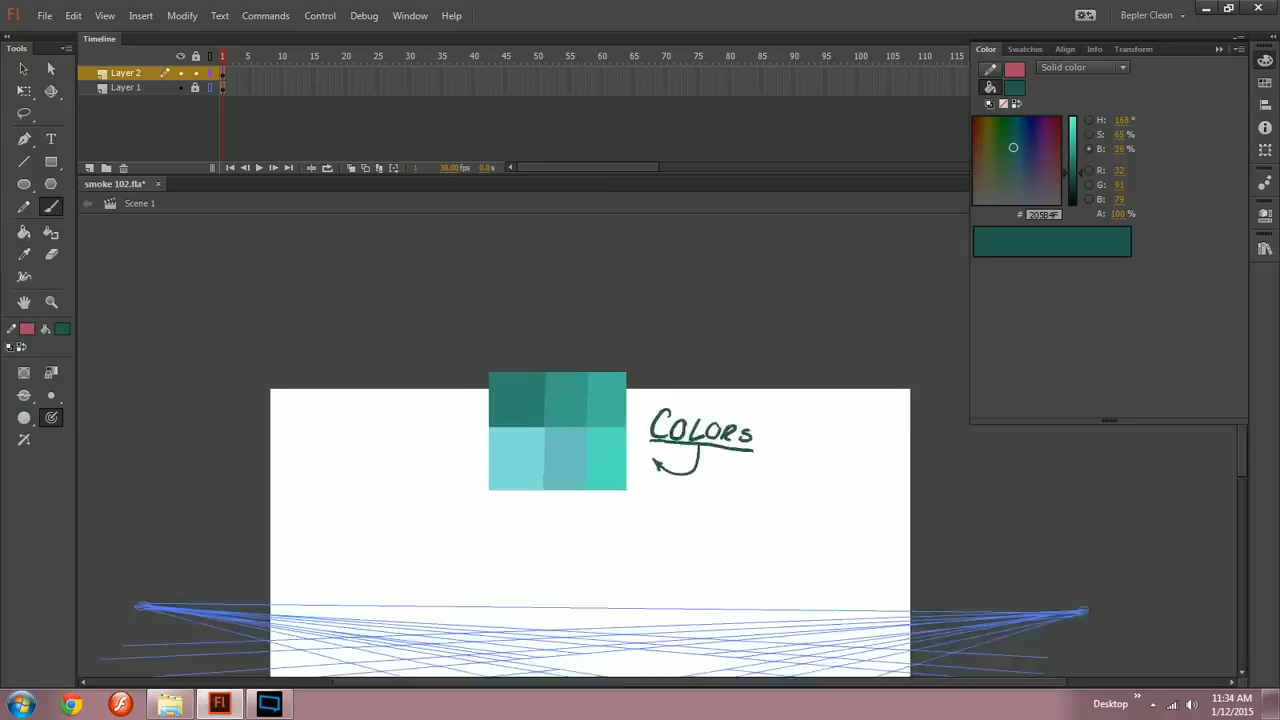 Fl File Edit View Insert Modify Text Commands Control Debug Window Help Bepler Clean
Tools Timeline Color Swatches Align Info Transform
1 5 10 15 20 25 30 35 40 45 50 55 60 65 70 75 80 85 90 95 100 105 110 115
Layer 2
Layer 1
Solid color
H: 168 °
S: 65 %
B: 36 %
R: 32
G: 91
B: 79
A: 100 %
# 205B4F
1 30.00 fps 0.0 s
smoke 102.fla*
Scene 1
COLORS
Fl
Desktop
11:34 AM
1/12/2015